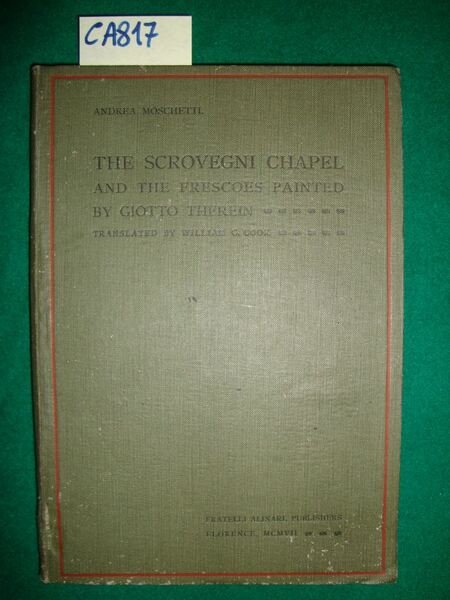 CA817
ANDREA MOSCHETTI.
THE SCROVEGNI CHAPEL
AND THE FRESCOES PAINTED
BY GIOTTO THEREIN
TRANSLATED BY WILLIAM G. COOK
FRATELLI ALINARI, PUBLISHERS
FLORENCE, MCMVII